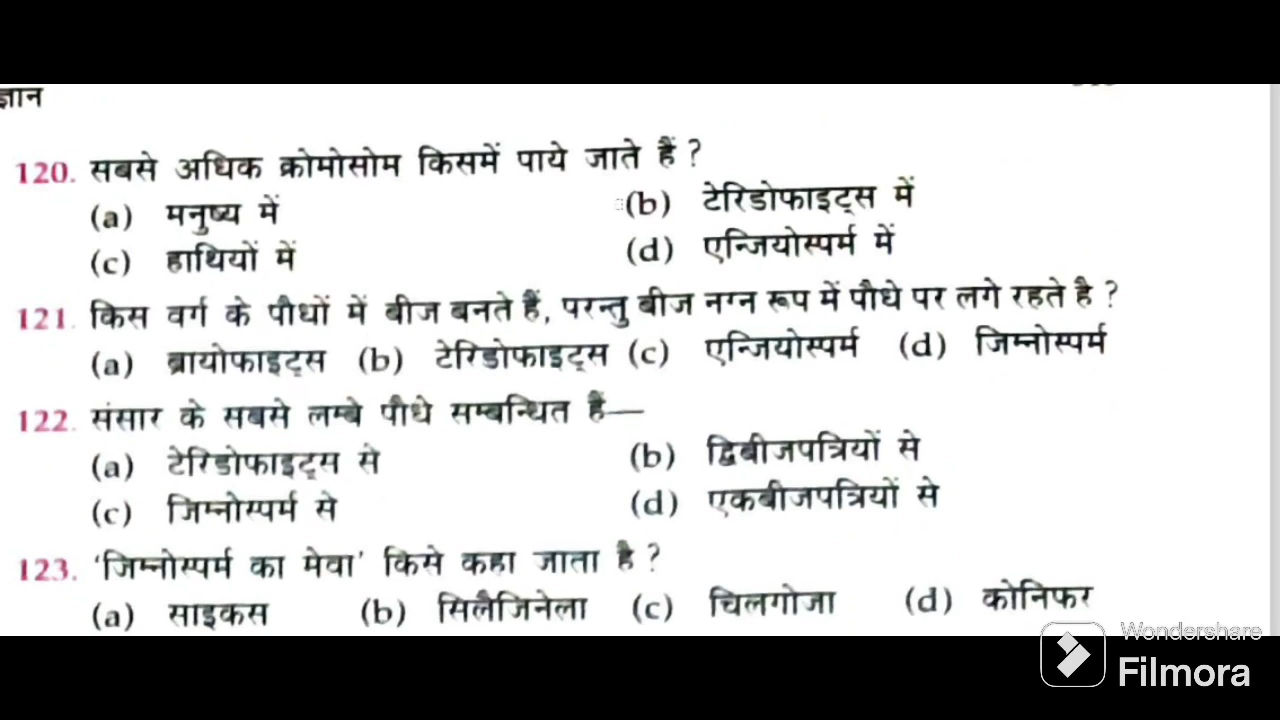 ज्ञान
120. सबसे अधिक क्रोमोसोम किसमें पाये जाते हैं ?
(a) मनुष्य में (b) टेरिडोफाइट्स में
(c) हाथियों में (d) एन्जियोस्पर्म में
121. किस वर्ग के पौधों में बीज बनते हैं, परन्तु बीज नग्न रूप में पौधे पर लगे रहते है ?
(a) ब्रायोफाइट्स (b) टेरिडोफाइट्स (c) एन्जियोस्पर्म (d) जिम्नोस्पर्म
122. संसार के सबसे लम्बे पौधे सम्बन्धित हैं—
(a) टेरिडोफाइट्स से (b) द्विबीजपत्रियों से
(c) जिम्नोस्पर्म से (d) एकबीजपत्रियों से
123. 'जिम्नोस्पर्म का मेवा' किसे कहा जाता है ?
(a) साइकस (b) सिलैजिनेला (c) चिलगोजा (d) कोनिफर
Wondershare
Filmora